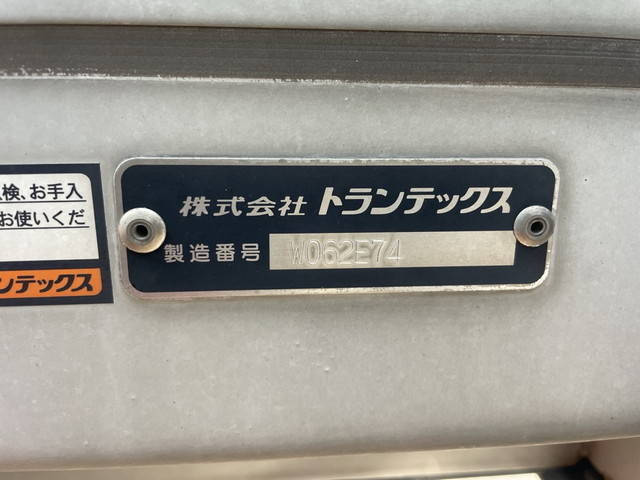 検、お手入
お使いくだ
ンテックス
株式会社 トランテックス
製造番号 W062E74